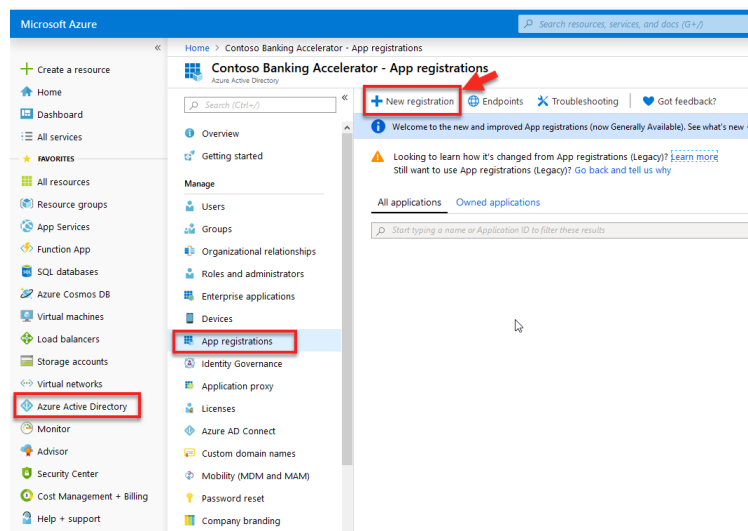 Microsoft Azure
Search resources, services, and docs (G+/)
«
Create a resource
Home
Dashboard
All services
FAVORITES
All resources
Resource groups
App Services
Function App
SQL databases
Azure Cosmos DB
Virtual machines
Load balancers
Storage accounts
Virtual networks
Azure Active Directory
Monitor
Advisor
Security Center
Cost Management + Billing
Help + support
Home > Contoso Banking Accelerator - App registrations
Contoso Banking Accelerator - App registrations
Azure Active Directory
Search (Ctrl+/)
«
Overview
Getting started
Manage
Users
Groups
Organizational relationships
Roles and administrators
Enterprise applications
Devices
App registrations
Identity Governance
Application proxy
Licenses
Azure AD Connect
Custom domain names
Mobility (MDM and MAM)
Password reset
Company branding
New registration Endpoints Troubleshooting Got feedback?
Welcome to the new and improved App registrations (now Generally Available). See what's new
Looking to learn how it's changed from App registrations (Legacy)? Learn more
Still want to use App registrations (Legacy)? Go back and tell us why
All applications Owned applications
Start typing a name or Application ID to filter these results